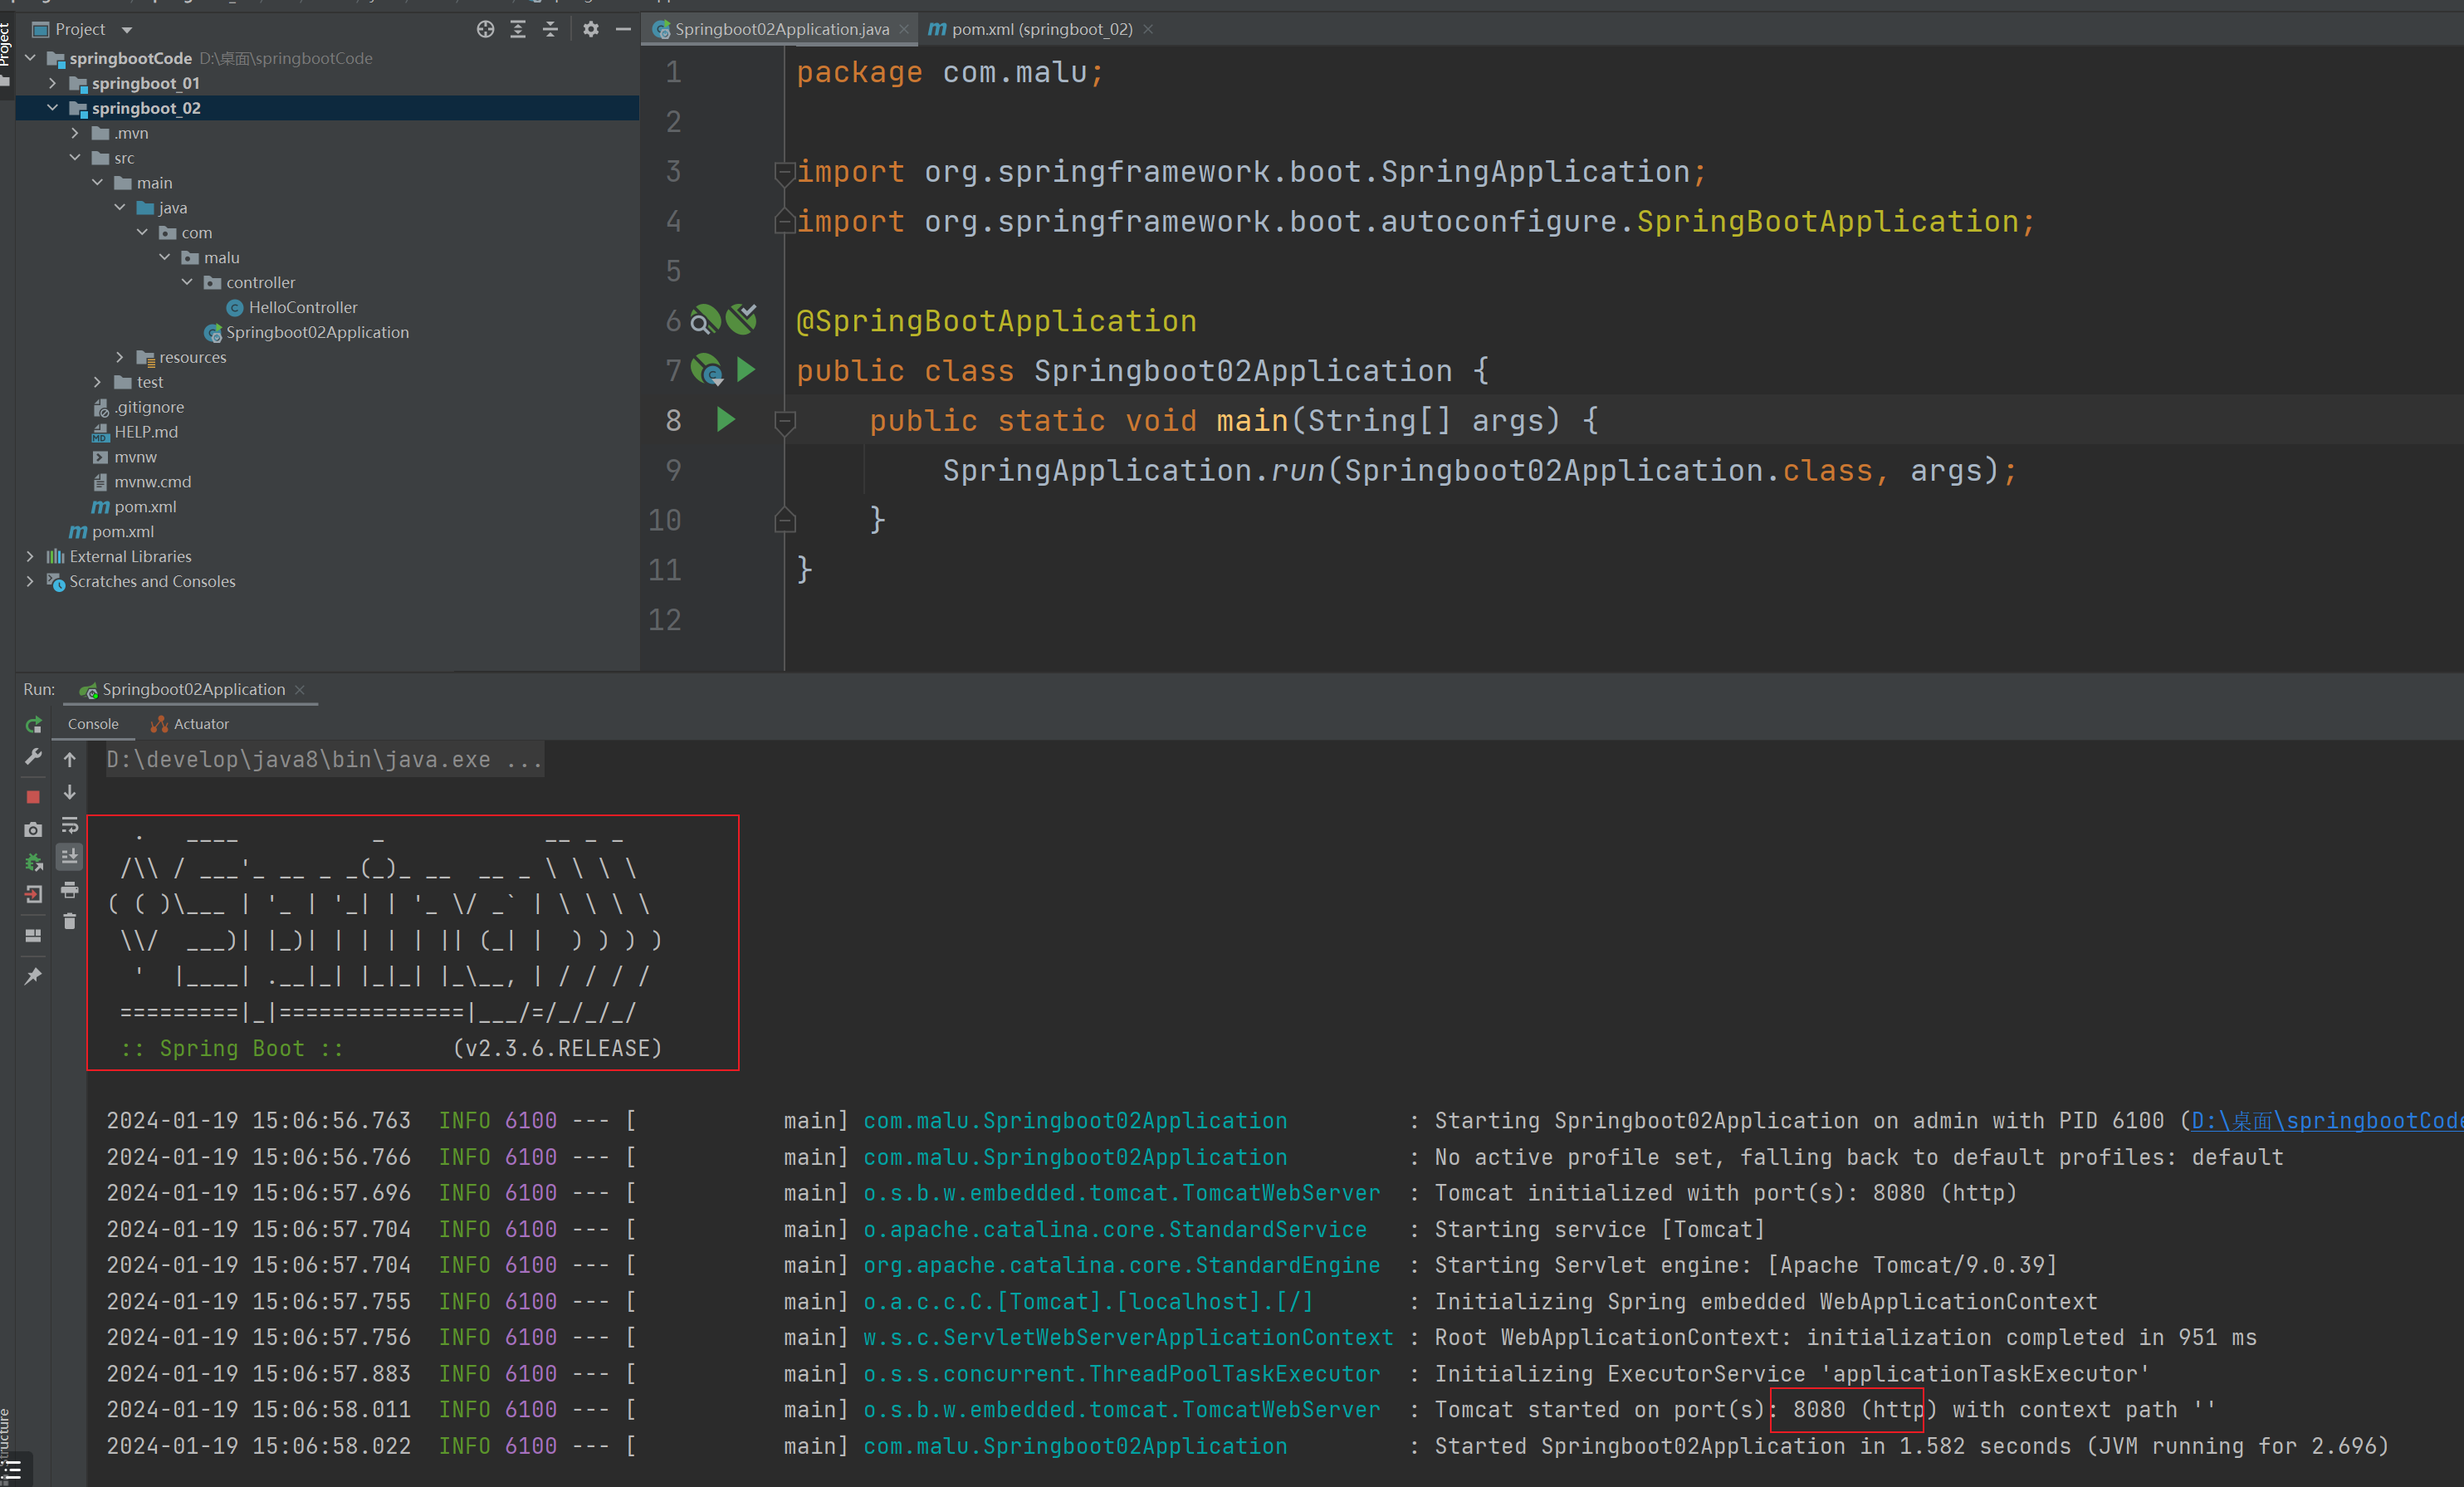 Project
Project
springbootCode D:\桌面\springbootCode
springboot_01
springboot_02
.mvn
src
main
java
com
malu
controller
HelloController
Springboot02Application
resources
test
.gitignore
HELP.md
mvnw
mvnw.cmd
pom.xml
pom.xml
External Libraries
Scratches and Consoles
Springboot02Application.java
pom.xml (springboot_02)
1 package com.malu;
2
3 import org.springframework.boot.SpringApplication;
4 import org.springframework.boot.autoconfigure.SpringBootApplication;
5
6 @SpringBootApplication
7 public class Springboot02Application {
8     public static void main(String[] args) {
9         SpringApplication.run(Springboot02Application.class, args);
10     }
11 }
12
Run: Springboot02Application
Console Actuator
D:\develop\java8\bin\java.exe ...
  .   ____          _            __ _ _
 /\\ / ___'_ __ _ _(_)_ __  __ _ \ \ \ \
( ( )\___ | '_ | '_| | '_ \/ _` | \ \ \ \
 \\/  ___)| |_)| | | | | || (_| |  ) ) ) )
  '  |____| .__|_| |_|_| |_\__, | / / / /
 =========|_|==============|___/=/_/_/_/
 :: Spring Boot ::        (v2.3.6.RELEASE)
2024-01-19 15:06:56.763  INFO 6100 --- [           main] com.malu.Springboot02Application         : Starting Springboot02Application on admin with PID 6100 (D:\桌面\springbootCode
2024-01-19 15:06:56.766  INFO 6100 --- [           main] com.malu.Springboot02Application         : No active profile set, falling back to default profiles: default
2024-01-19 15:06:57.696  INFO 6100 --- [           main] o.s.b.w.embedded.tomcat.TomcatWebServer  : Tomcat initialized with port(s): 8080 (http)
2024-01-19 15:06:57.704  INFO 6100 --- [           main] o.apache.catalina.core.StandardService   : Starting service [Tomcat]
2024-01-19 15:06:57.704  INFO 6100 --- [           main] org.apache.catalina.core.StandardEngine  : Starting Servlet engine: [Apache Tomcat/9.0.39]
2024-01-19 15:06:57.755  INFO 6100 --- [           main] o.a.c.c.C.[Tomcat].[localhost].[/]       : Initializing Spring embedded WebApplicationContext
2024-01-19 15:06:57.756  INFO 6100 --- [           main] w.s.c.ServletWebServerApplicationContext : Root WebApplicationContext: initialization completed in 951 ms
2024-01-19 15:06:57.883  INFO 6100 --- [           main] o.s.s.concurrent.ThreadPoolTaskExecutor  : Initializing ExecutorService 'applicationTaskExecutor'
2024-01-19 15:06:58.011  INFO 6100 --- [           main] o.s.b.w.embedded.tomcat.TomcatWebServer  : Tomcat started on port(s): 8080 (http) with context path ''
2024-01-19 15:06:58.022  INFO 6100 --- [           main] com.malu.Springboot02Application         : Started Springboot02Application in 1.582 seconds (JVM running for 2.696)